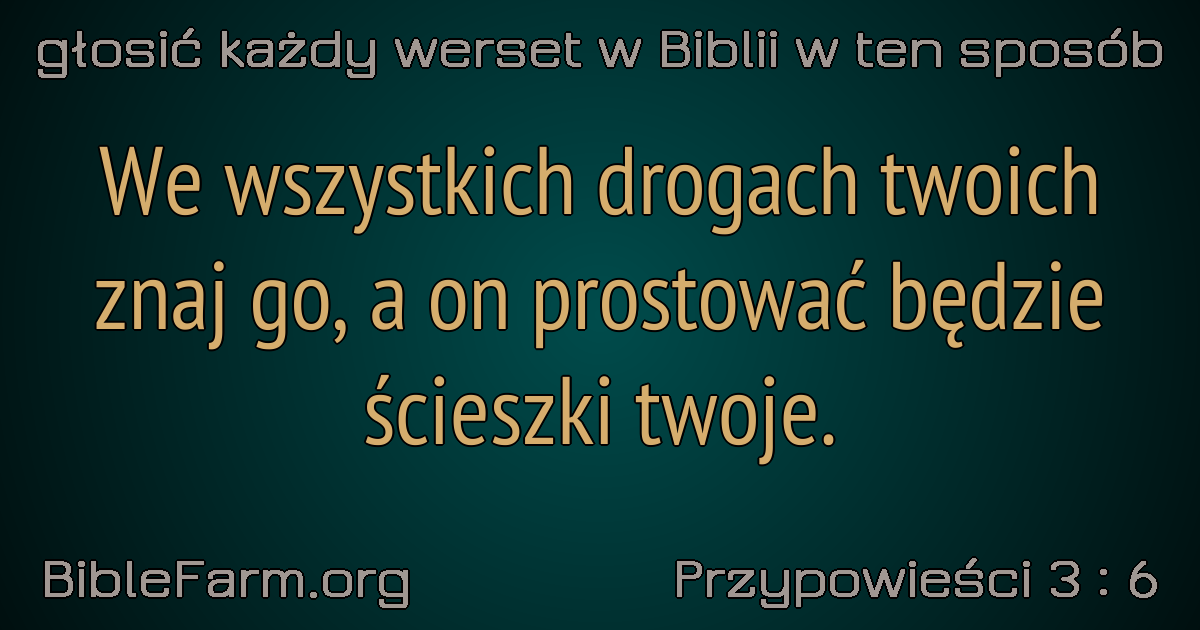 głosić każdy werset w Biblii w ten sposób
We wszystkich drogach twoich
znaj go, a on prostować będzie
ścieszki twoje.
BibleFarm.org
Przypowieści 3 : 6